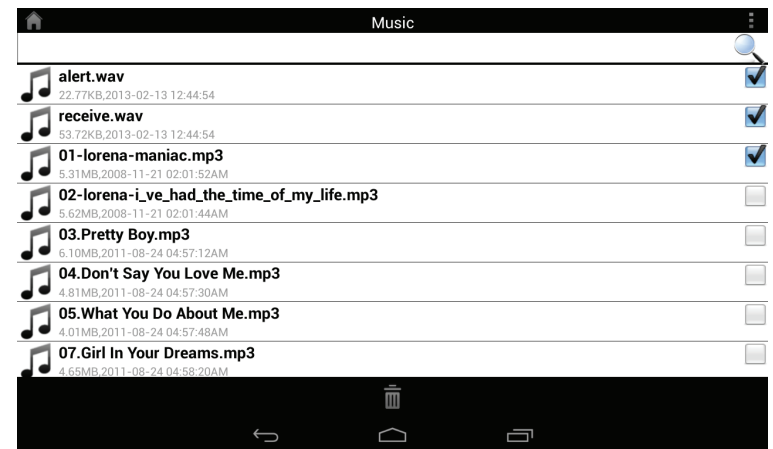 Music
alert.wav
22.77KB,2013-02-13 12:44:54
receive.wav
53.72KB,2013-02-13 12:44:54
01-lorena-maniac.mp3
5.31MB,2008-11-21 02:01:52AM
02-lorena-i_ve_had_the_time_of_my_life.mp3
5.62MB,2008-11-21 02:01:44AM
03.Pretty Boy.mp3
6.10MB,2011-08-24 04:57:12AM
04.Don't Say You Love Me.mp3
4.81MB,2011-08-24 04:57:30AM
05.What You Do About Me.mp3
4.01MB,2011-08-24 04:57:48AM
07.Girl In Your Dreams.mp3
4.65MB,2011-08-24 04:58:20AM